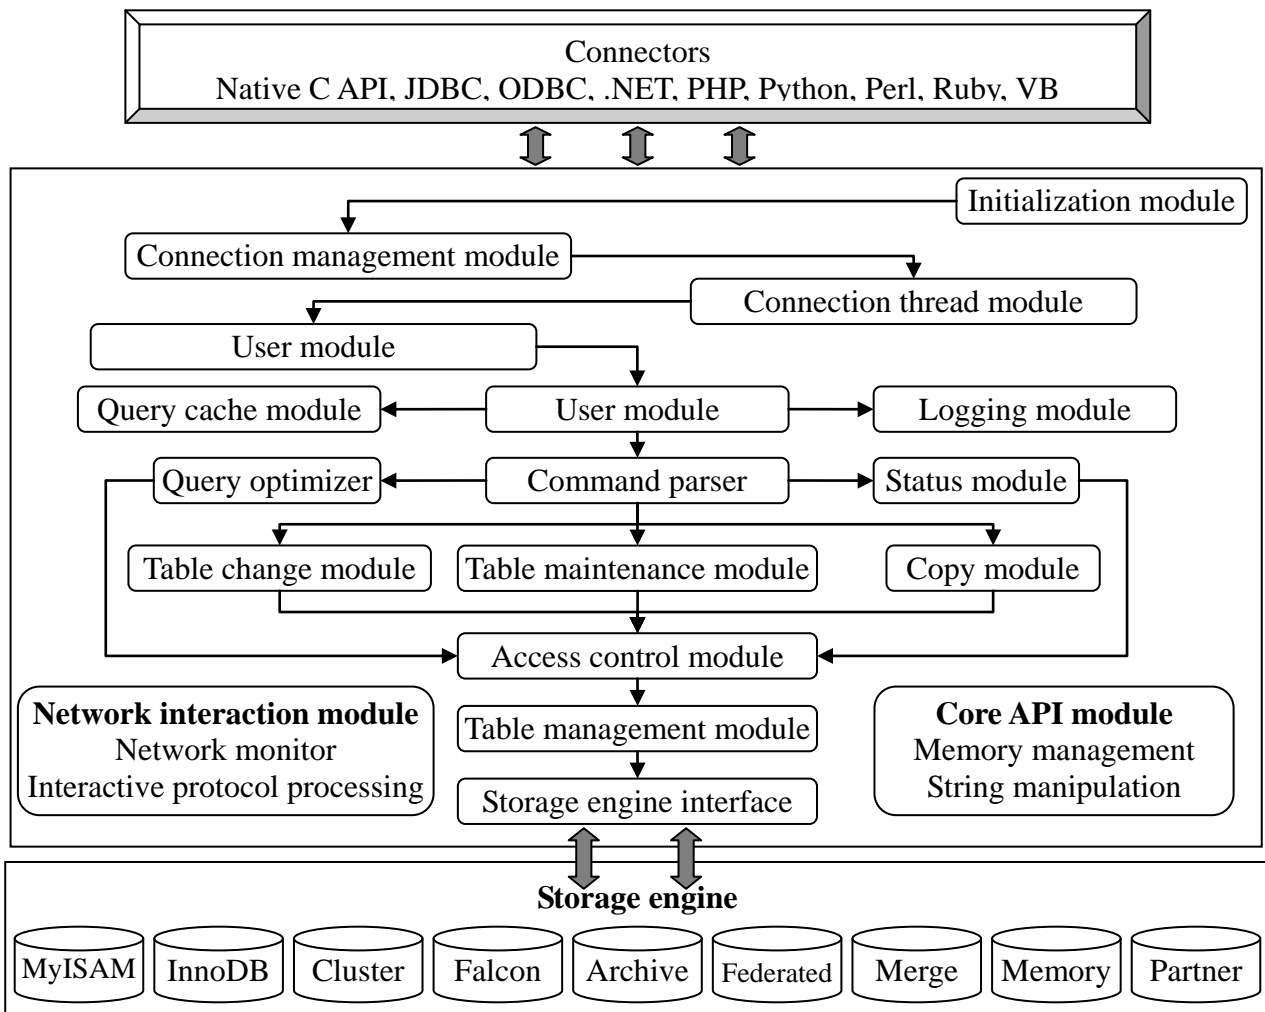 Connectors
Native C API, JDBC, ODBC, .NET, PHP, Python, Perl, Ruby, VB
Initialization module
Connection management module
Connection thread module
User module
Query cache module
User module
Logging module
Query optimizer
Command parser
Status module
Table change module
Table maintenance module
Copy module
Access control module
Network interaction module
Network monitor
Interactive protocol processing
Table management module
Storage engine interface
Core API module
Memory management
String manipulation
Storage engine
MyISAM
InnoDB
Cluster
Falcon
Archive
Federated
Merge
Memory
Partner